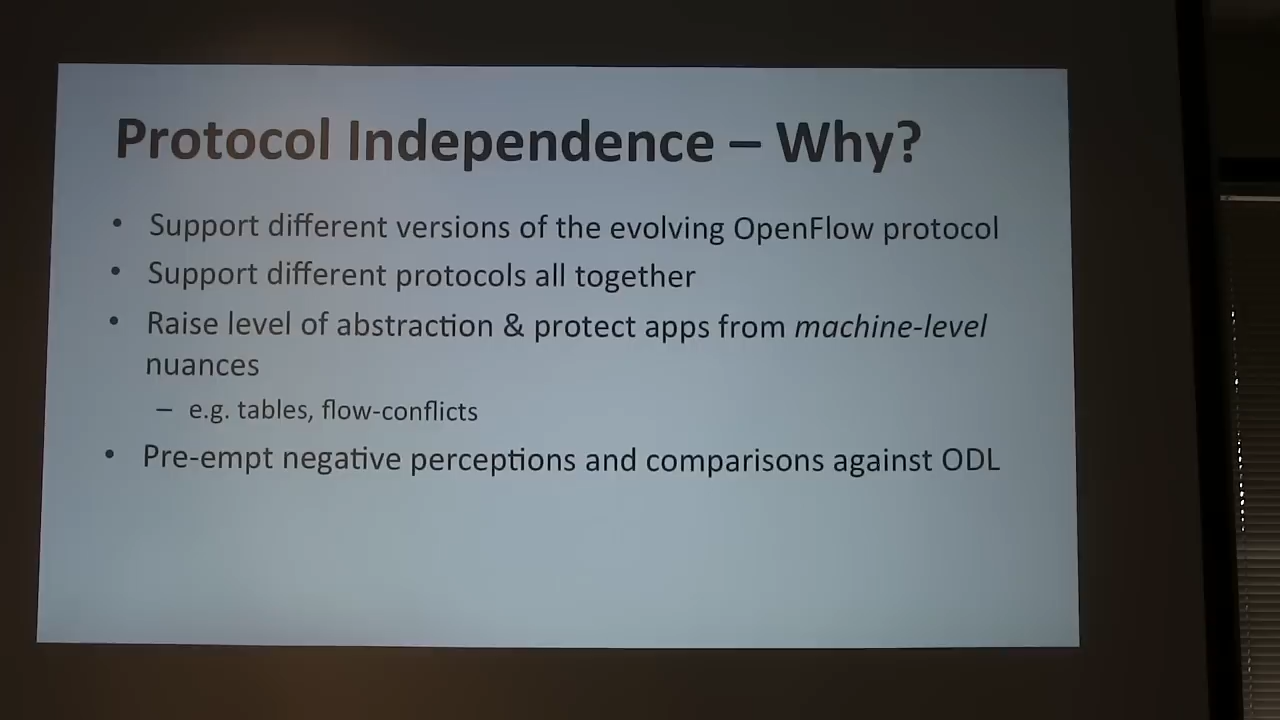 Protocol Independence – Why?
• Support different versions of the evolving OpenFlow protocol
• Support different protocols all together
• Raise level of abstraction & protect apps from machine-level
nuances
– e.g. tables, flow-conflicts
• Pre-empt negative perceptions and comparisons against ODL